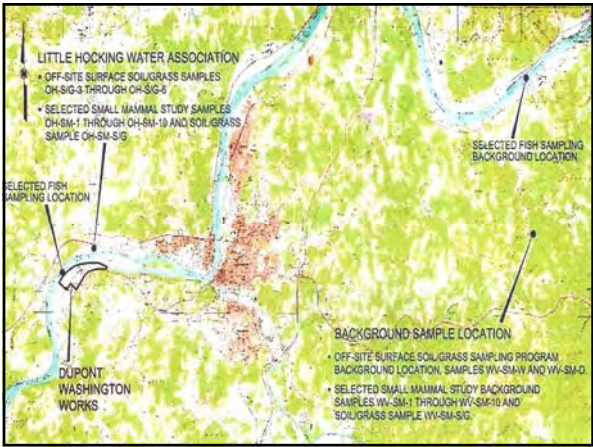 LITTLE HOCKING WATER ASSOCIATION
• OFF-SITE SURFACE SOIL/GRASS SAMPLES
OH-S/G-3 THROUGH OH-S/G-6
• SELECTED SMALL MAMMAL STUDY SAMPLES
OH-SM-1 THROUGH OH-SM-10 AND SOIL/GRASS
SAMPLE OH-SM-S/G
SELECTED FISH SAMPLING
BACKGROUND LOCATION
SELECTED FISH
SAMPLING LOCATION
DUPONT
WASHINGTON
WORKS
BACKGROUND SAMPLE LOCATION
• OFF-SITE SURFACE SOIL/GRASS SAMPLING PROGRAM
BACKGROUND LOCATION, SAMPLES WV-SM-W AND WV-SM-D.
• SELECTED SMALL MAMMAL STUDY BACKGROUND
SAMPLES WV-SM-1 THROUGH WV-SM-10 AND
SOIL/GRASS SAMPLE WV-SM-S/G.